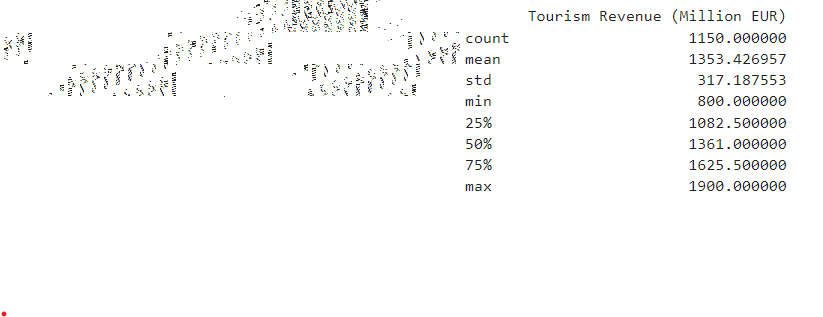 Tourism Revenue (Million EUR)
count 1150.000000
mean 1353.426957
std 317.187553
min 800.000000
25% 1082.500000
50% 1361.000000
75% 1625.500000
max 1900.000000